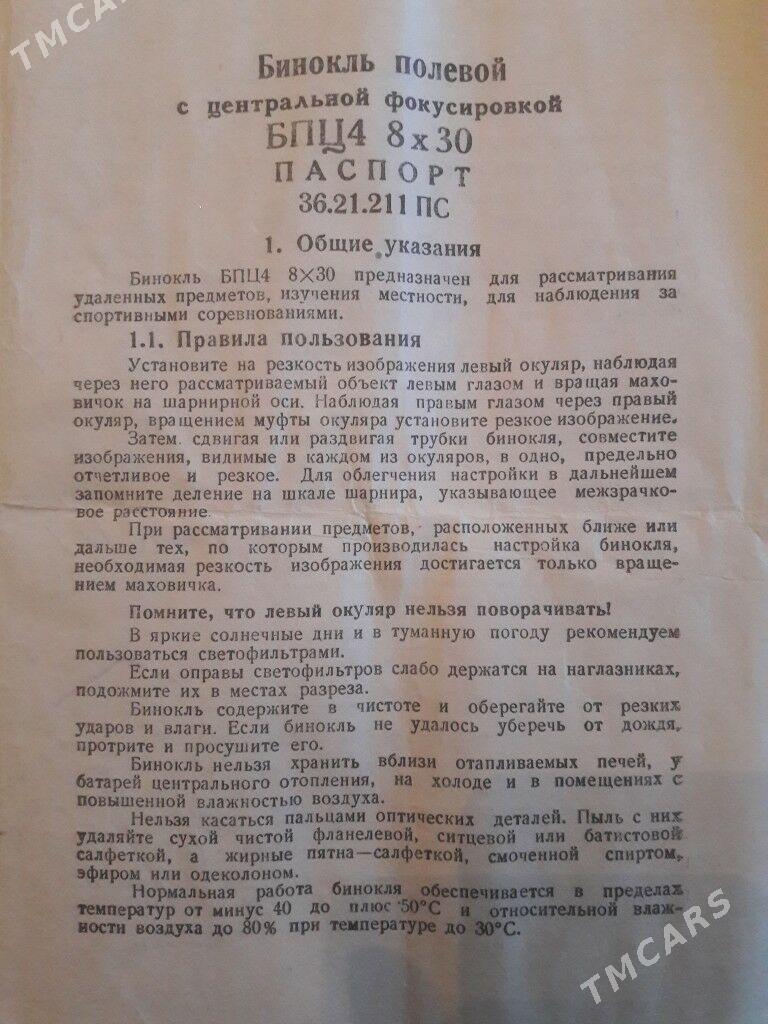 TMCARS
Бинокль полевой
с центральной фокусировкой
БПЦ4 8х30
ПАСПОРТ
36.21.211 ПС
1. Общие указания
Бинокль БПЦ4 8×30 предназначен для рассматривания
удаленных предметов, изучения местности, для наблюдения за
спортивными соревнованиями.
1.1. Правила пользования
Установите на резкость изображения левый окуляр, наблюдая
через него рассматриваемый объект левым глазом и вращая махо-
вичок на шарнирной оси. Наблюдая правым глазом через правый
окуляр, вращением муфты окуляра установите резкое изображение.
Затем. сдвигая или раздвигая трубки бинокля, совместите
изображения, видимые в каждом из окуляров, в одно, предельно
отчетливое и резкое. Для облегчения настройки в дальнейшем
запомните деление на шкале шарнира, указывающее межзрачко-
вое расстояние.
При рассматривании предметов, расположенных ближе или
дальше тех, по которым производилась настройка бинокля,
необходимая резкость изображения достигается только враще-
нием маховичка.
Помните, что левый окуляр нельзя поворачивать!
В яркие солнечные дни и в туманную погоду рекомендуем
пользоваться светофильтрами.
Если оправы светофильтров слабо держатся на наглазниках,
подожмите их в местах разреза.
Бинокль содержите в чистоте и оберегайте от резких
ударов и влаги. Если бинокль не удалось уберечь от дождя,
протрите и просушите его.
Бинокль нельзя хранить вблизи отапливаемых печей, у
батарей центрального отопления, на холоде и в помещениях с
повышенной влажностью воздуха.
Нельзя касаться пальцами оптических деталей. Пыль с них
удаляйте сухой чистой фланелевой, ситцевой или батистовой
салфеткой, а жирные пятна—салфеткой, смоченной спиртом,
эфиром или одеколоном.
Нормальная работа бинокля обеспечивается в пределах
температур от минус 40 до плюс 50°С и относительной влаж-
ности воздуха до 80% при температуре до 30°С.
TMCARS